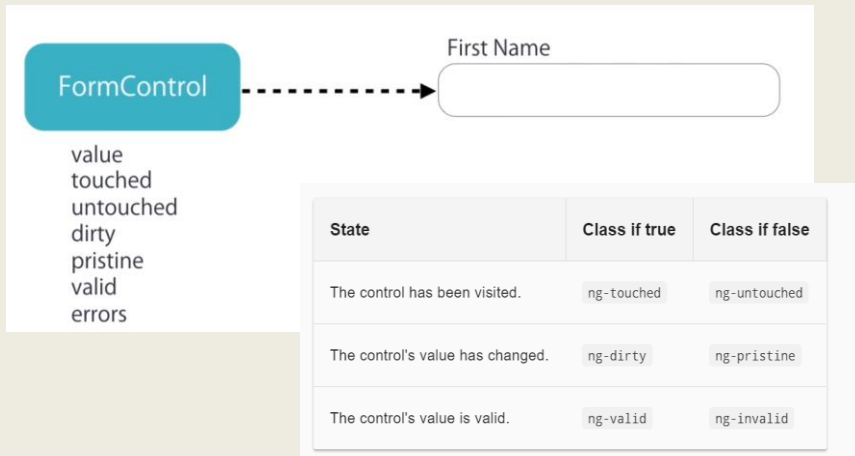 First Name
FormControl
value
touched
untouched
dirty
pristine
valid
errors
State Class if true Class if false
The control has been visited. ng-touched ng-untouched
The control's value has changed. ng-dirty ng-pristine
The control's value is valid. ng-valid ng-invalid